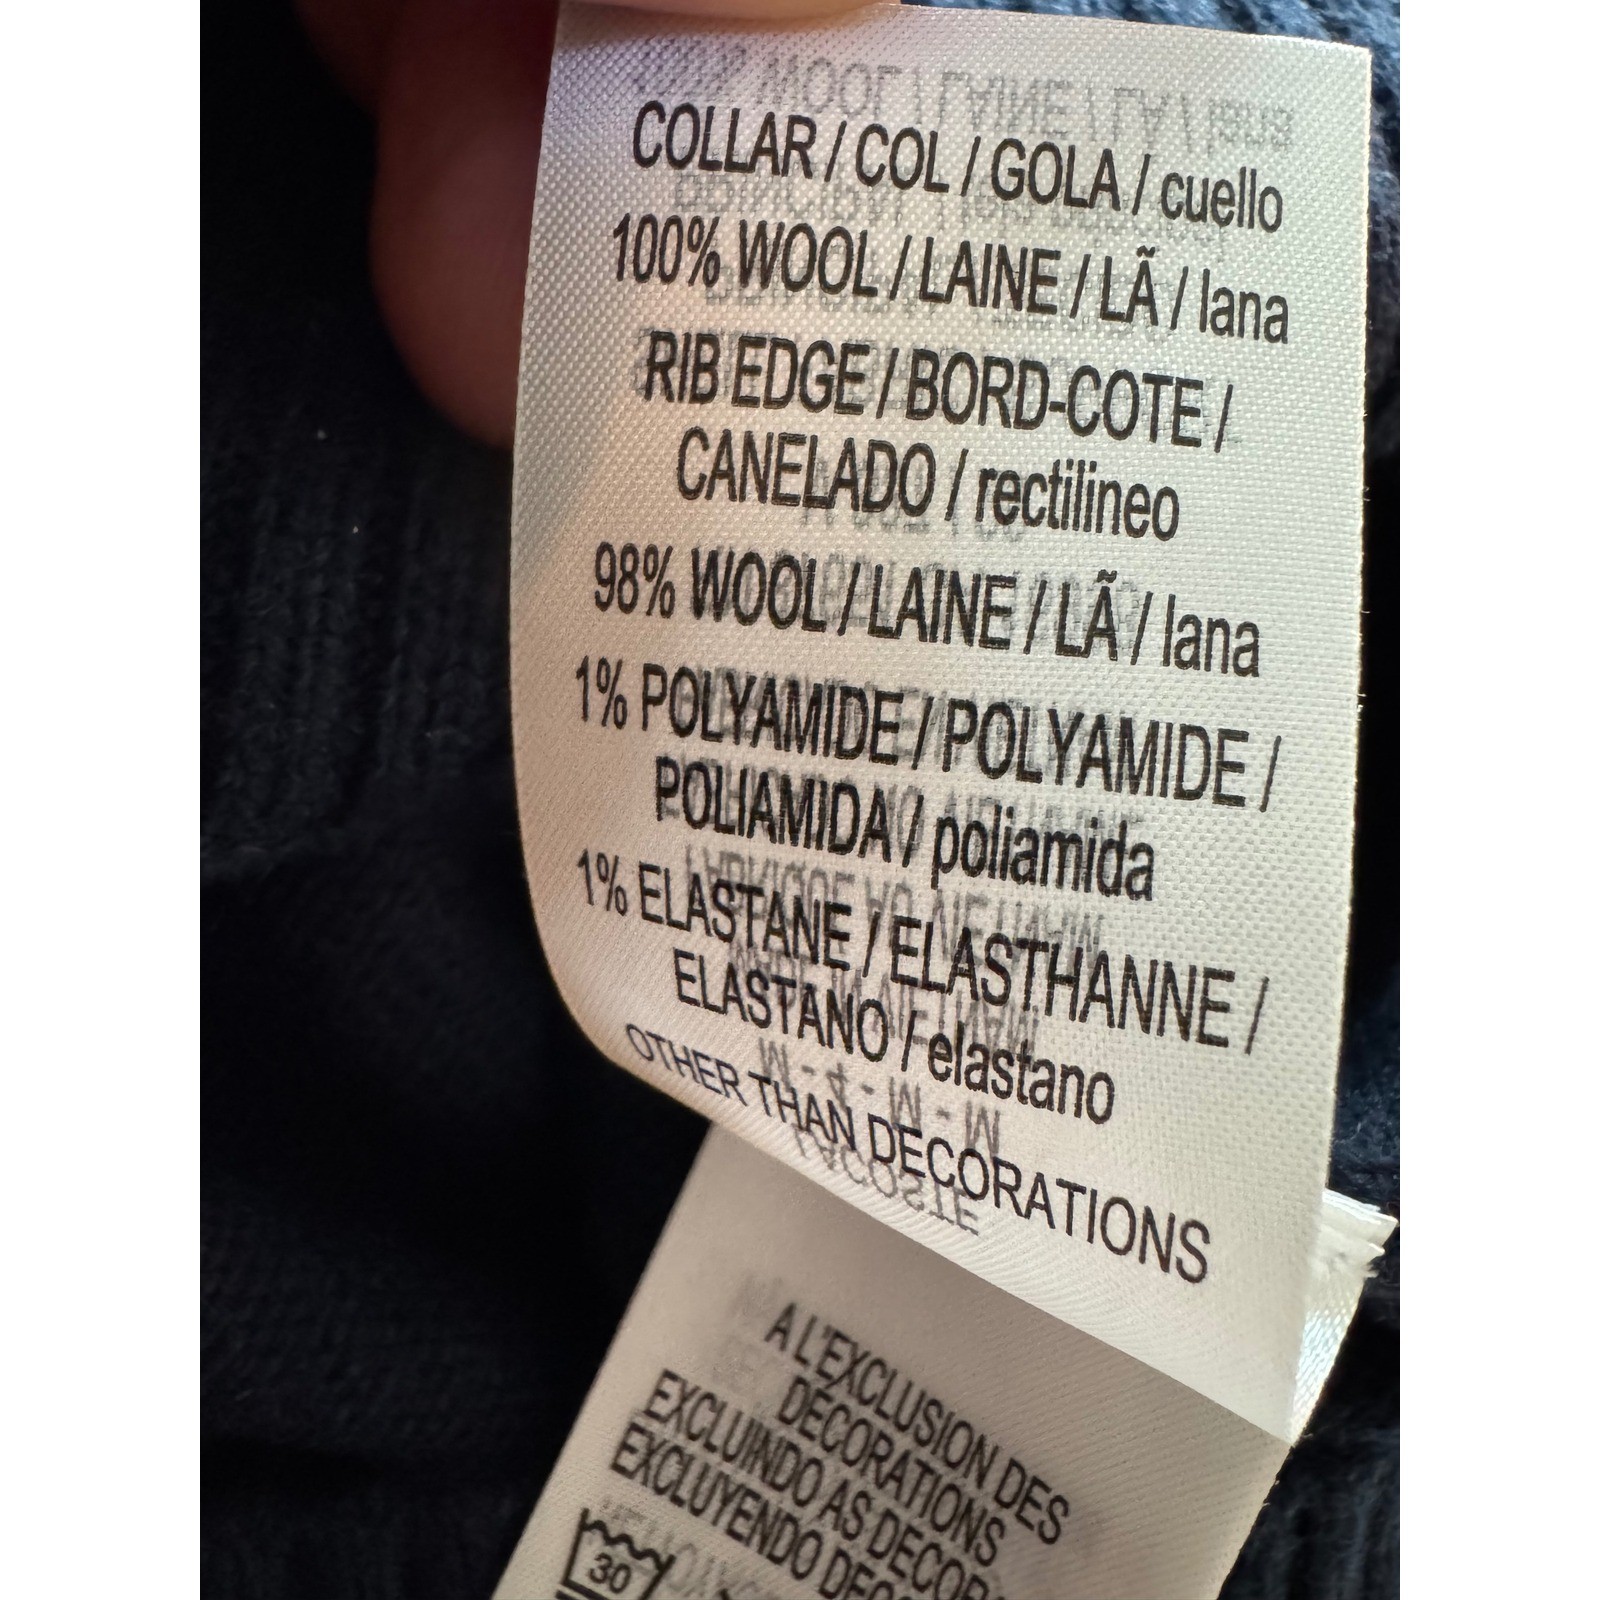 COLLAR / COL / GOLA / cuello
100% WOOL / LAINE / LÃ / lana
RIB EDGE / BORD-COTE /
CANELADO / rectilineo
98% WOOL / LAINE / LÃ / lana
1% POLYAMIDE / POLYAMIDE /
POLIAMIDA / poliamida
1% ELASTANE / ELASTHANNE /
ELASTANO / elastano
OTHER THAN DECORATIONS
A L'EXCLUSION DES
DECORATIONS
EXCLUINDO AS DECOR
EXCLUYENDO DECO
30